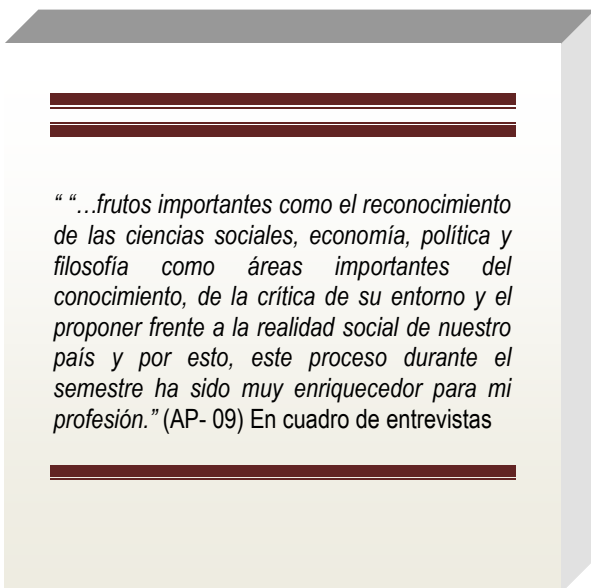 “ “…frutos importantes como el reconocimiento
de las ciencias sociales, economía, política y
filosofía como áreas importantes del
conocimiento, de la crítica de su entorno y el
proponer frente a la realidad social de nuestro
país y por esto, este proceso durante el
semestre ha sido muy enriquecedor para mi
profesión.” (AP- 09) En cuadro de entrevistas